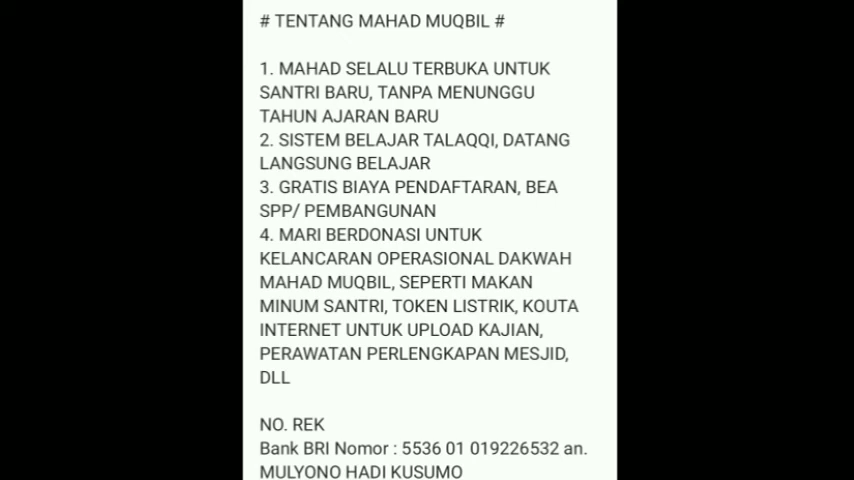 # TENTANG MAHAD MUQBIL #
1. MAHAD SELALU TERBUKA UNTUK
SANTRI BARU, TANPA MENUNGGU
TAHUN AJARAN BARU
2. SISTEM BELAJAR TALAQQI, DATANG
LANGSUNG BELAJAR
3. GRATIS BIAYA PENDAFTARAN, BEA
SPP/ PEMBANGUNAN
4. MARI BERDONASI UNTUK
KELANCARAN OPERASIONAL DAKWAH
MAHAD MUQBIL, SEPERTI MAKAN
MINUM SANTRI, TOKEN LISTRIK, KOUTA
INTERNET UNTUK UPLOAD KAJIAN,
PERAWATAN PERLENGKAPAN MESJID,
DLL
NO. REK
Bank BRI Nomor : 5536 01 019226532 an.
MULYONO HADI KUSUMO